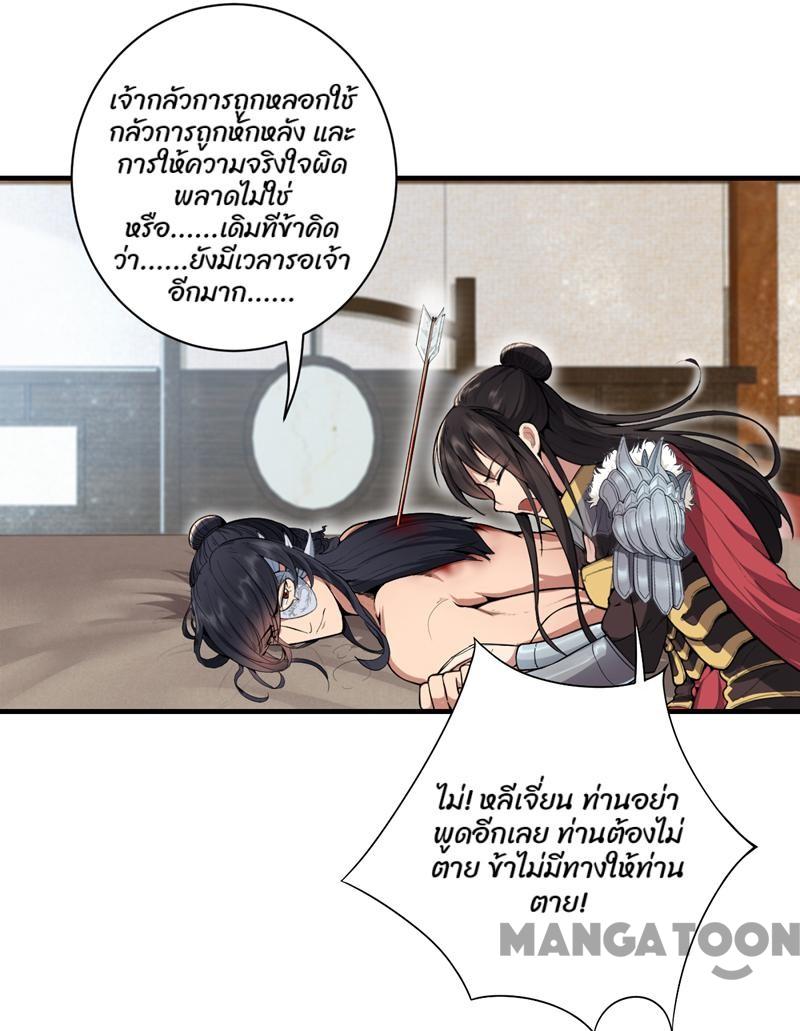 เจ้ากลัวการถูกหลอกใช้
กลัวการถูกหักหลัง และ
การให้ความจริงใจผิด
พลาดไม่ใช่
หรือ......เดิมทีข้าคิด
ว่า......ยังมีเวลารอเจ้า
อีกมาก......
ไม่! หลีเจี่ยน ท่านอย่า
พูดอีกเลย ท่านต้องไม่
ตาย ข้าไม่มีทางให้ท่าน
ตาย!
MANGATOON